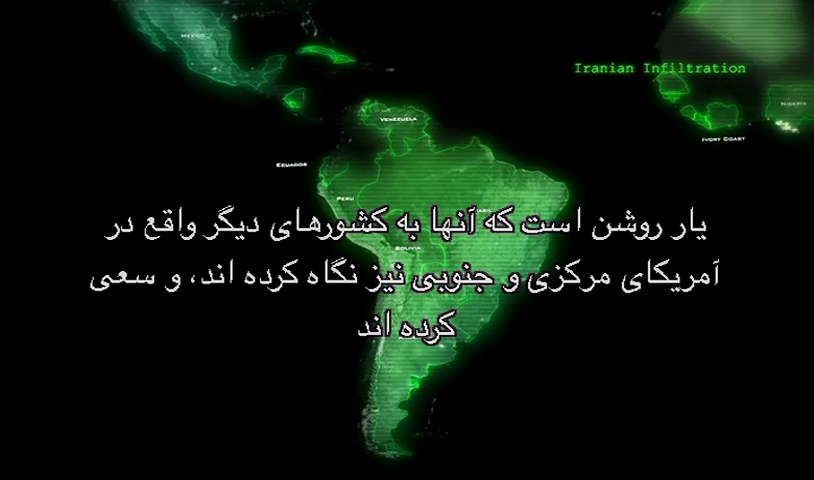 MEXICO
Iranian Infiltration
NIGERIA
VENEZUELA
IVORY COAST
ECUADOR
PERU
یار روشن است که آنها به کشورهای دیگر واقع در
BOLIVIA
آمریکای مرکزی و جنوبی نیز نگاه کرده اند، و سعی
کرده اند